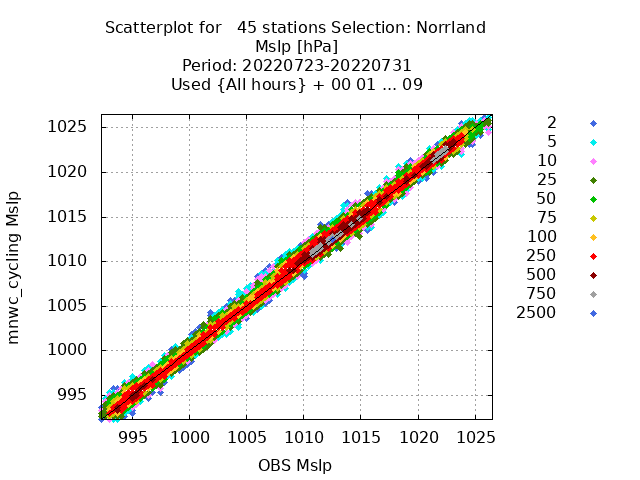 Scatterplot for   45 stations Selection: Norrland
Mslp [hPa]
Period: 20220723-20220731
Used {All hours} + 00 01 ... 09
1025
1020
1015
1010
1005
1000
995
mnwc_cycling Mslp
995 1000 1005 1010 1015 1020 1025
OBS Mslp
2
5
10
25
50
75
100
250
500
750
2500